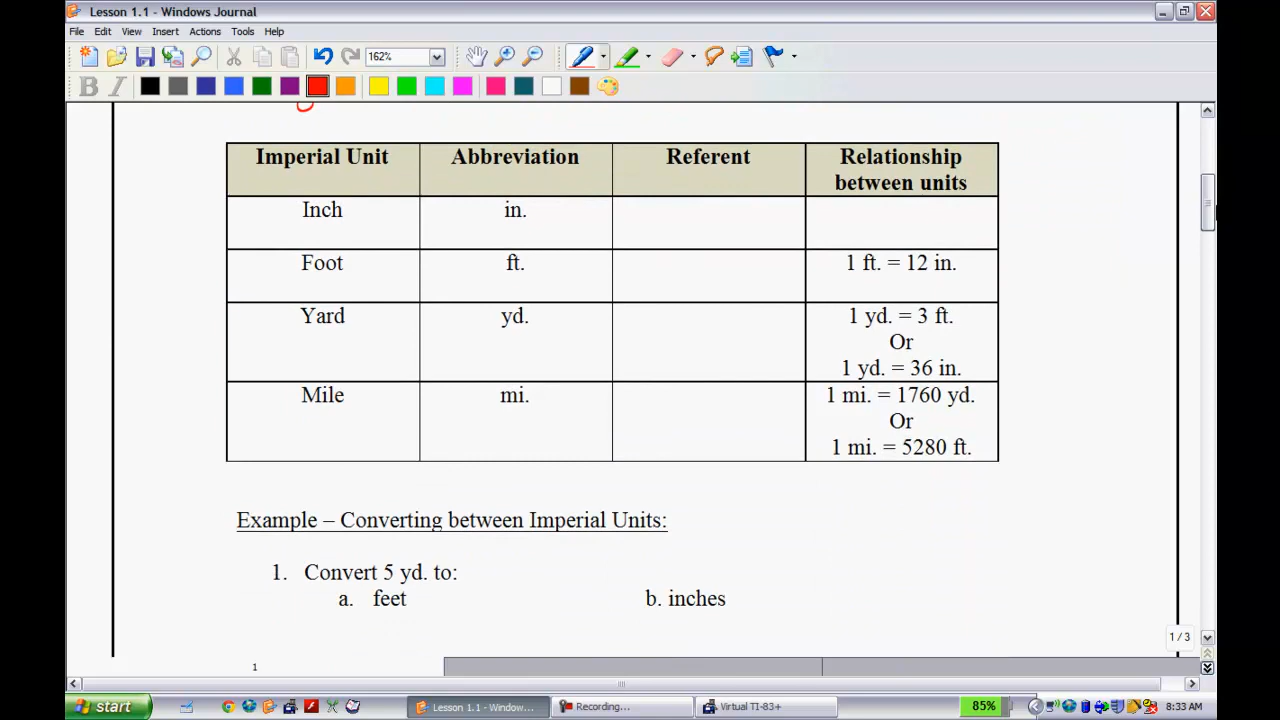 Lesson 1.1 - Windows Journal
File Edit View Insert Actions Tools Help
162%
B I
Imperial Unit Abbreviation Referent Relationship between units
Inch in.
Foot ft. 1 ft. = 12 in.
Yard yd. 1 yd. = 3 ft.
Or
1 yd. = 36 in.
Mile mi. 1 mi. = 1760 yd.
Or
1 mi. = 5280 ft.
Example – Converting between Imperial Units:
1. Convert 5 yd. to:
a. feet b. inches
1 / 3
1
start Lesson 1.1 - Window... Recording... Virtual TI-83+ 85% 8:33 AM